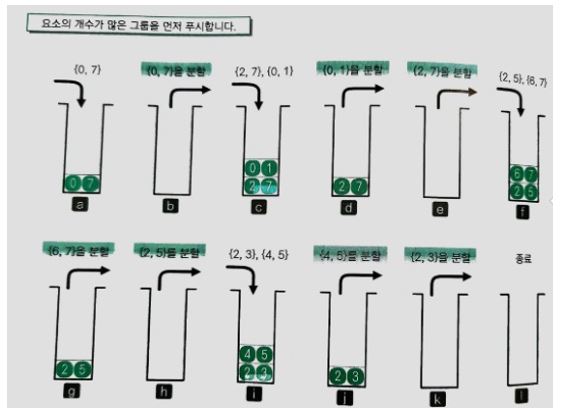 요소의 개수가 많은 그룹을 먼저 푸시합니다.
{0, 7}
{0, 7}을 분할
{2, 7}, {0, 1}
{0, 1}을 분할
{2, 7}을 분할
{2, 5}, {6, 7}
0 1
6 7
0 7
2 7
2 7
2 5
a
b
c
d
e
f
{6, 7}을 분할
{2, 5}를 분할
{2, 3}, {4, 5}
{4, 5}를 분할
{2, 3}을 분할
종료
4 5
2 5
2 3
2 3
g
h
i
j
k
l